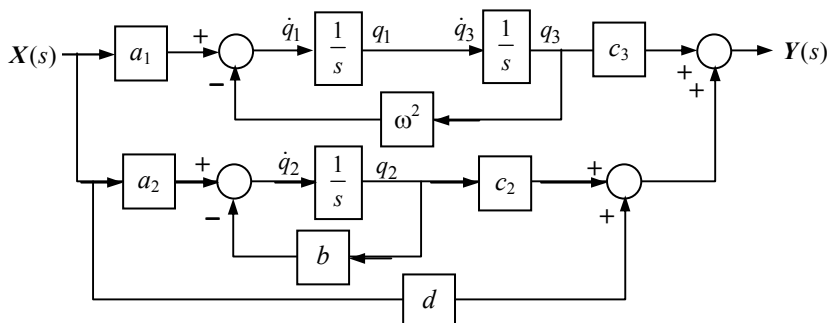 X(s) a₁ + − q̇₁ 1/s q₁ q̇₃ 1/s q₃ c₃ + + Y(s)
ω²
a₂ + − q̇₂ 1/s q₂ c₂ + + +
b
d